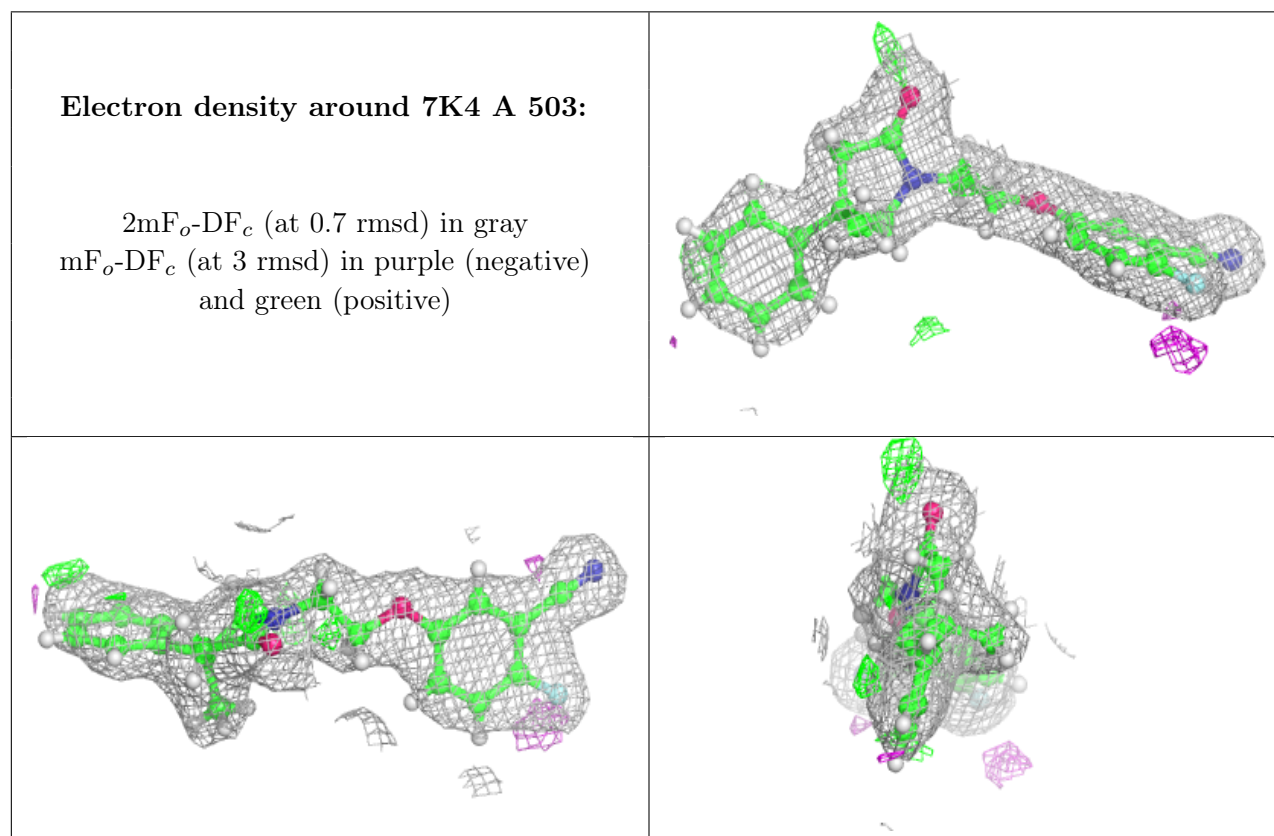 Electron density around 7K4 A 503:
2mFo-DFc (at 0.7 rmsd) in gray
mFo-DFc (at 3 rmsd) in purple (negative)
and green (positive)